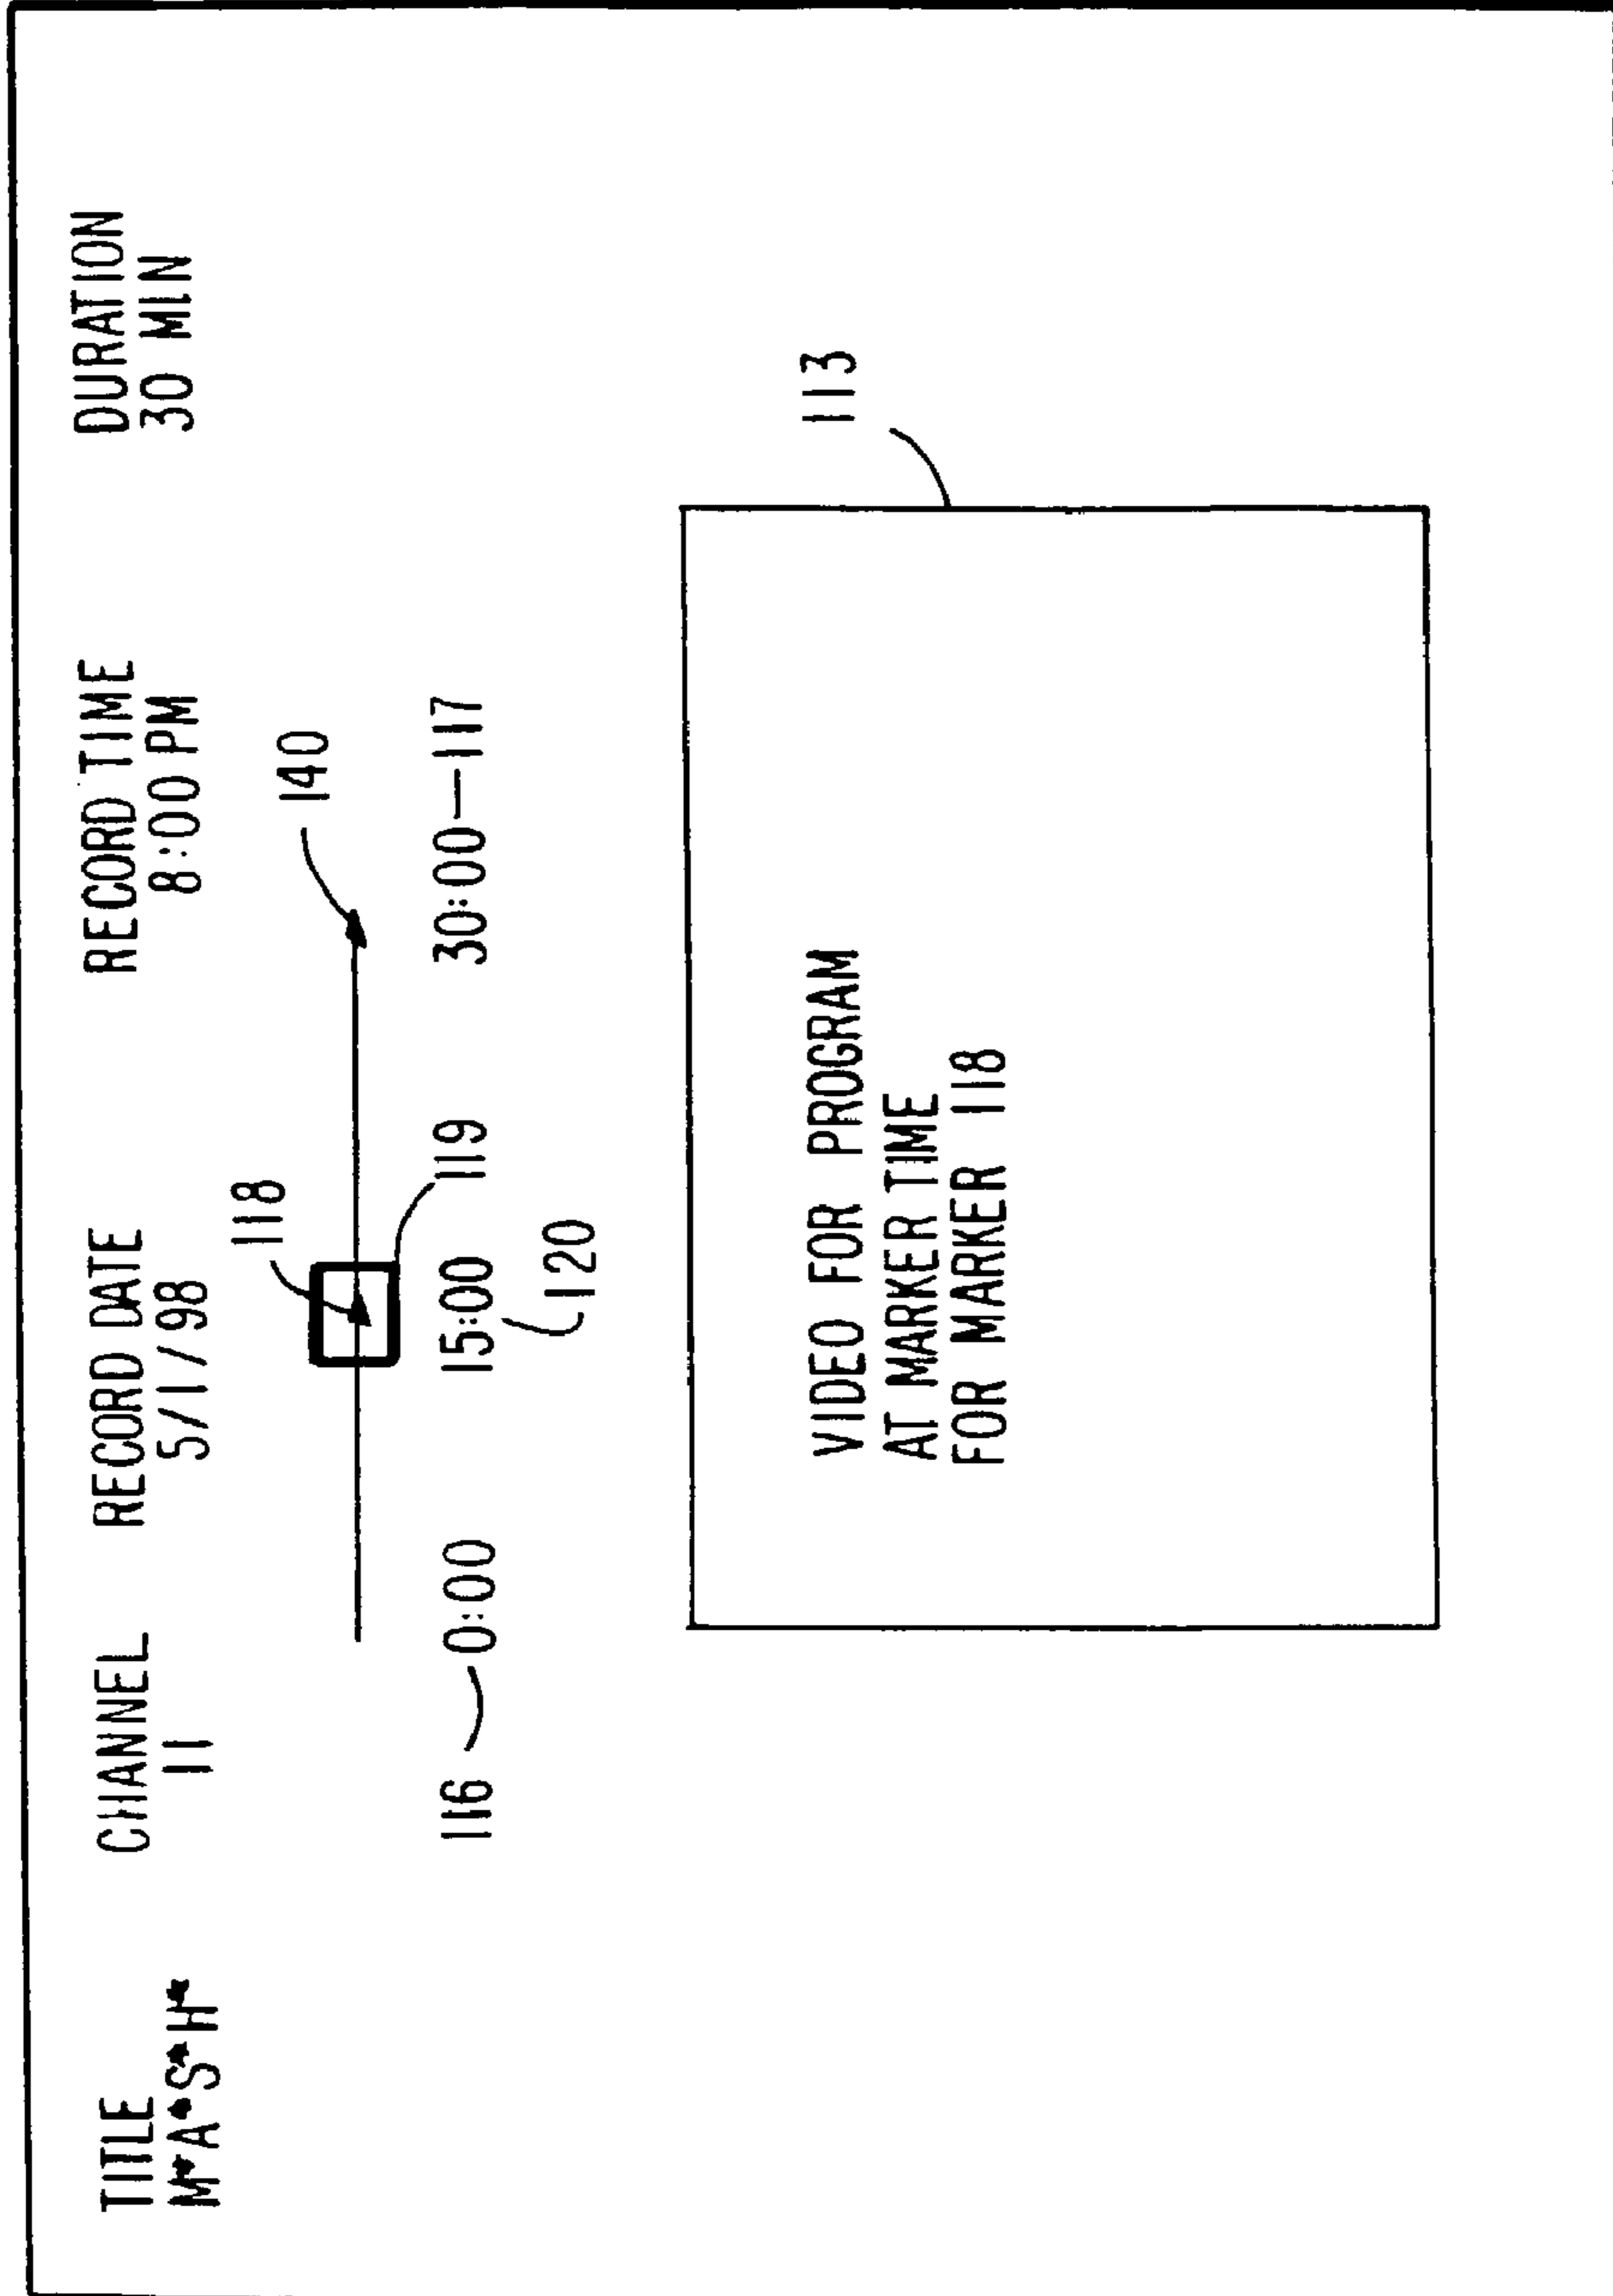 TITLE CHANNEL RECORD DATE RECORD TIME DURATION
M*A*S*H* 11 5/1/98 8:00 PM 30 MIN
118 140
116 0:00 15:00 119 30:00 117
120
113
VIDEO FOR PROGRAM
AT MARKER TIME
FOR MARKER 118